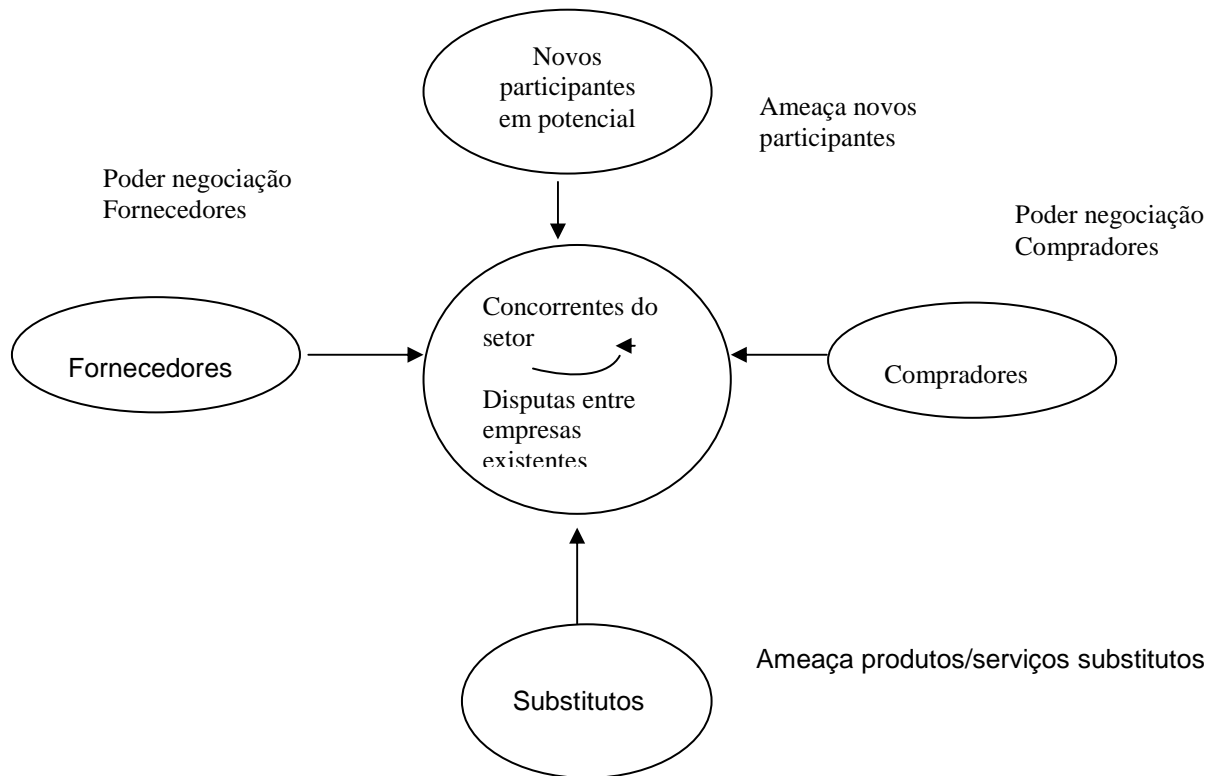 Novos
participantes
em potencial
Ameaça novos
participantes
Poder negociação
Fornecedores
Poder negociação
Compradores
Fornecedores
Concorrentes do
setor
Disputas entre
empresas
existentes
Compradores
Substitutos
Ameaça produtos/serviços substitutos